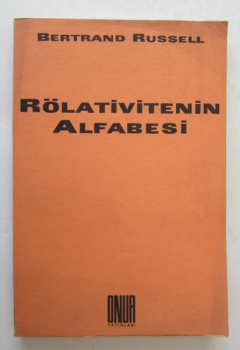 BERTRAND RUSSELL
RÖLATİVİTENİN
ALFABESİ
ONUR
YAYINLARI